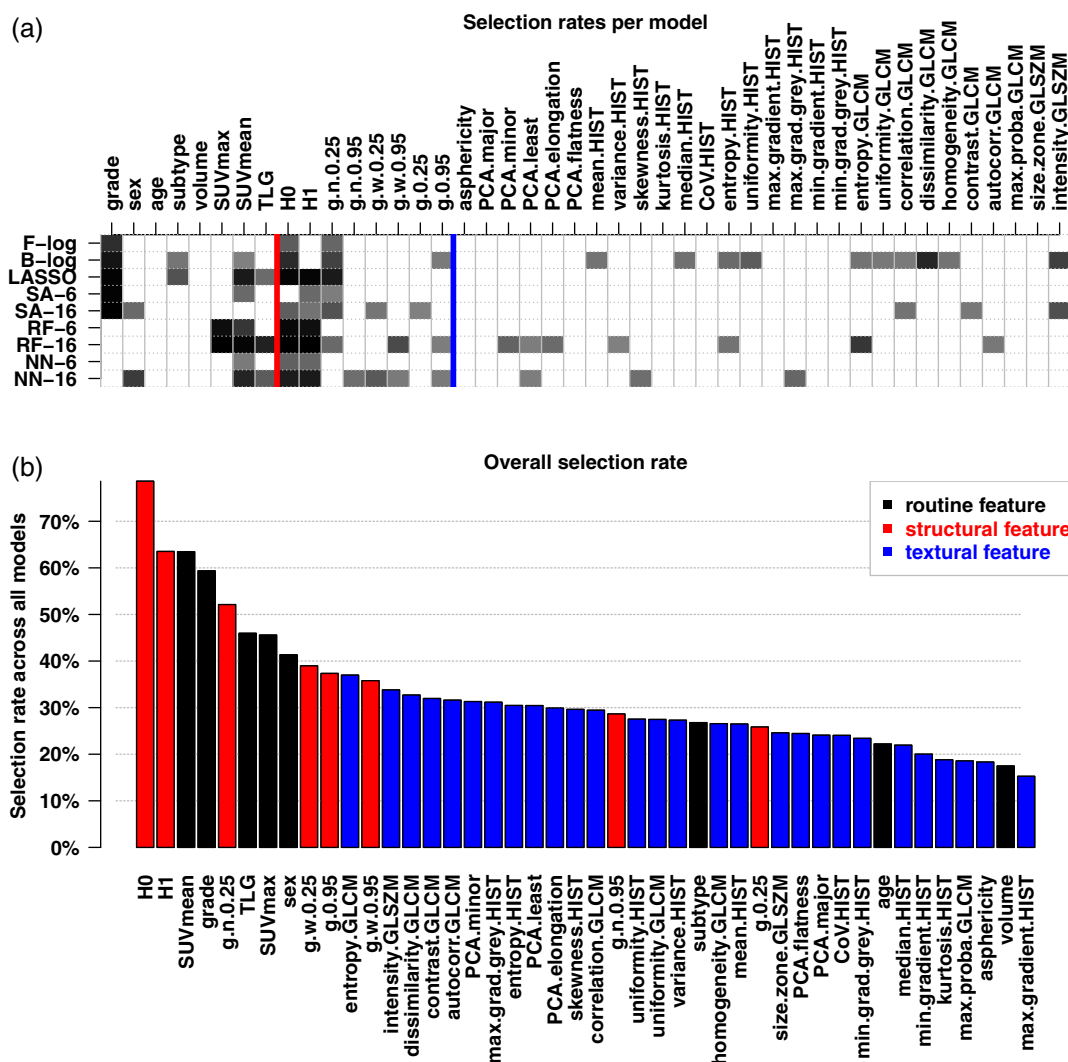 (a)
Selection rates per model
grade
sex
age
subtype
volume
SUVmax
SUVmean
TLG
H0
H1
g.n.0.25
g.n.0.95
g.w.0.25
g.w.0.95
g.0.25
g.0.95
asphericity
PCA.major
PCA.minor
PCA.least
PCA.elongation
PCA.flatness
mean.HIST
variance.HIST
skewness.HIST
kurtosis.HIST
median.HIST
CoV.HIST
entropy.HIST
uniformity.HIST
max.gradient.HIST
max.grad.grey.HIST
min.gradient.HIST
min.grad.grey.HIST
entropy.GLCM
uniformity.GLCM
correlation.GLCM
dissimilarity.GLCM
homogeneity.GLCM
contrast.GLCM
autocorr.GLCM
max.proba.GLCM
size.zone.GLSZM
intensity.GLSZM
F-log
B-log
LASSO
SA-6
SA-16
RF-6
RF-16
NN-6
NN-16
(b)
Overall selection rate
Selection rate across all models
70%
60%
50%
40%
30%
20%
10%
0%
routine feature
structural feature
textural feature
H0
H1
SUVmean
grade
g.n.0.25
TLG
SUVmax
sex
g.w.0.25
g.0.95
entropy.GLCM
g.w.0.95
intensity.GLSZM
dissimilarity.GLCM
contrast.GLCM
autocorr.GLCM
PCA.minor
max.grad.grey.HIST
entropy.HIST
PCA.least
PCA.elongation
skewness.HIST
correlation.GLCM
g.n.0.95
uniformity.HIST
uniformity.GLCM
variance.HIST
subtype
homogeneity.GLCM
mean.HIST
g.0.25
size.zone.GLSZM
PCA.flatness
PCA.major
CoV.HIST
min.grad.grey.HIST
age
median.HIST
min.gradient.HIST
kurtosis.HIST
max.proba.GLCM
asphericity
volume
max.gradient.HIST